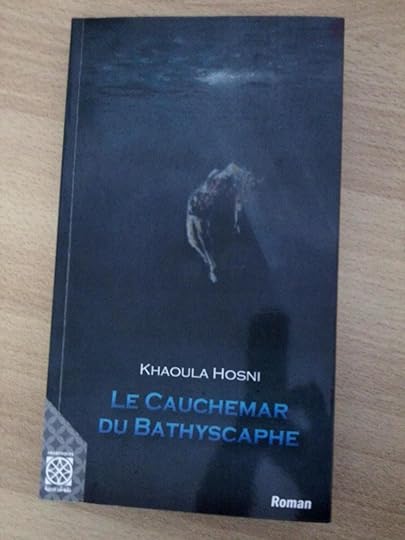 KHAOULA HOSNI
LE CAUCHEMAR
DU BATHYSCAPHE
Roman